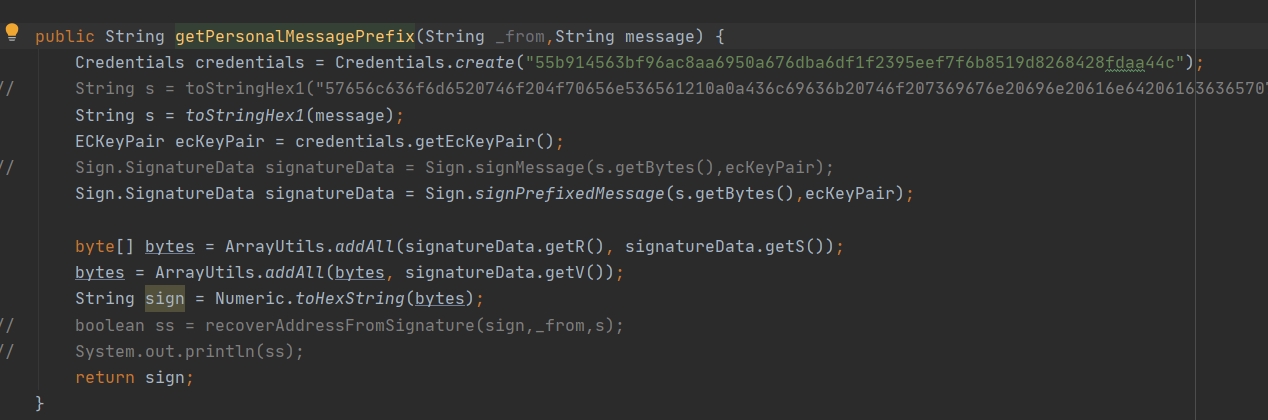 public String getPersonalMessagePrefix(String _from,String message) {
Credentials credentials = Credentials.create("55b914563bf96ac8aa6950a676dba6df1f2395eef7f6b8519d8268428fdaa44c");
// String s = toStringHex1("57656c636f6d6520746f204f70656e536561210a0a436c69636b20746f207369676e20696e20616e64206163636570
String s = toStringHex1(message);
ECKeyPair ecKeyPair = credentials.getEcKeyPair();
// Sign.SignatureData signatureData = Sign.signMessage(s.getBytes(),ecKeyPair);
Sign.SignatureData signatureData = Sign.signPrefixedMessage(s.getBytes(),ecKeyPair);
byte[] bytes = ArrayUtils.addAll(signatureData.getR(), signatureData.getS());
bytes = ArrayUtils.addAll(bytes, signatureData.getV());
String sign = Numeric.toHexString(bytes);
// boolean ss = recoverAddressFromSignature(sign,_from,s);
// System.out.println(ss);
return sign;
}